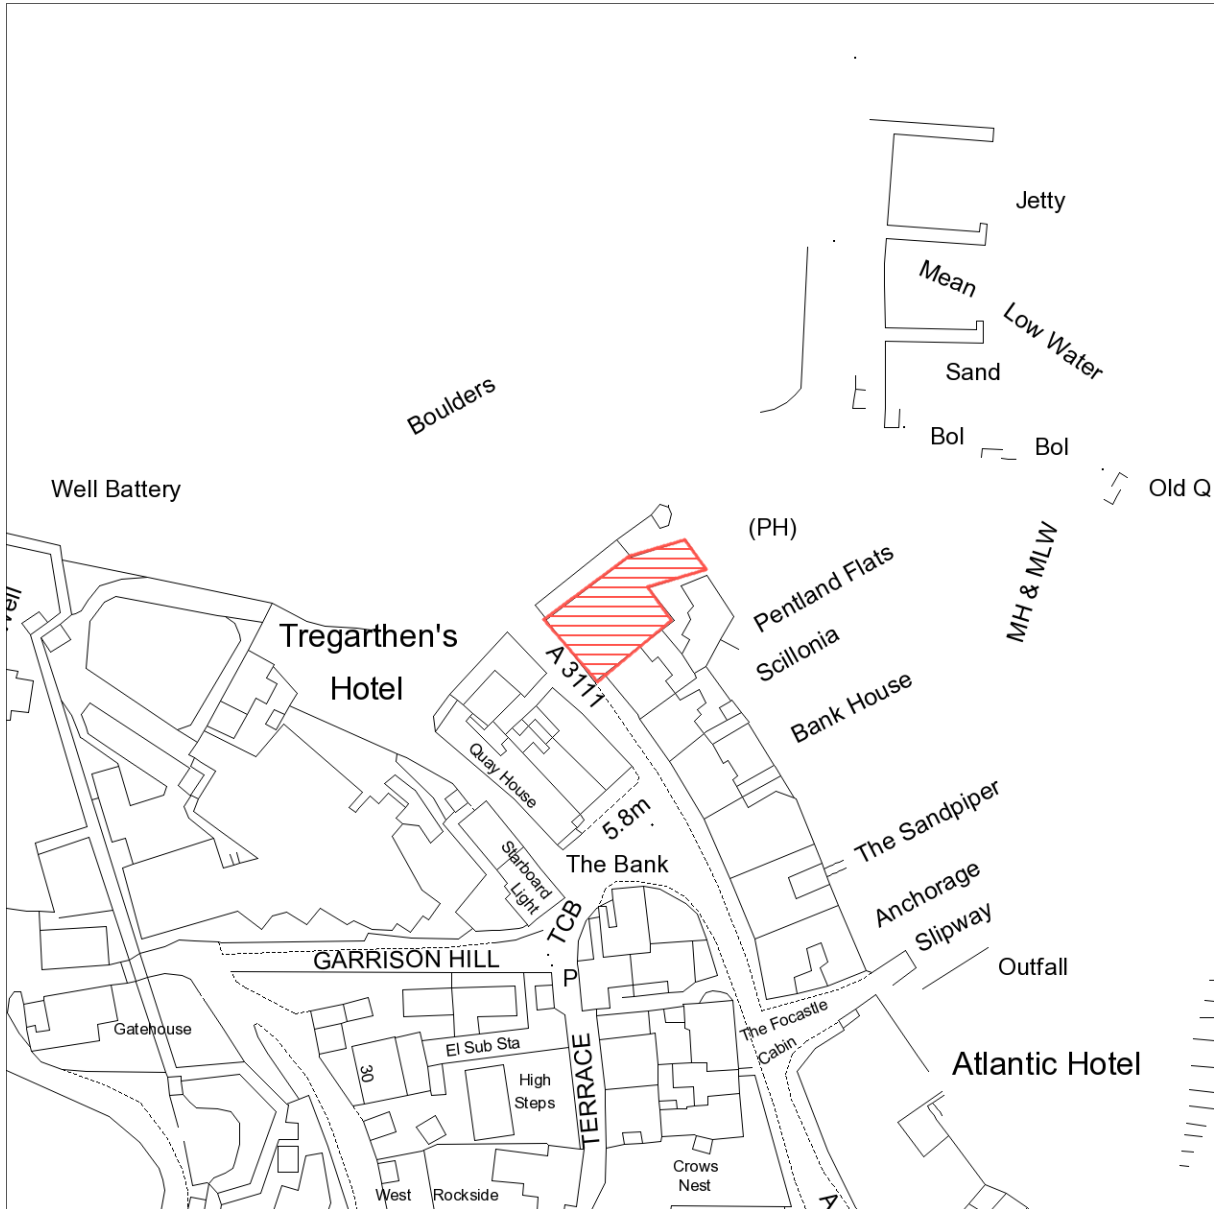 Jetty
Mean
Low Water
Sand
Boulders
Bol
Bol
Well Battery
Old Q
(PH)
MH & MLW
Pentland Flats
Tregarthen's
Hotel
Scillonia
A 3111
Bank House
Quay House
5.8m
The Sandpiper
The Bank
Starboard
Light
Anchorage
TCB
Slipway
GARRISON HILL
P
Outfall
Gatehouse
The Focastle
Cabin
El Sub Sta
Atlantic Hotel
30
High
Steps
TERRACE
Crows
Nest
West
Rockside
A